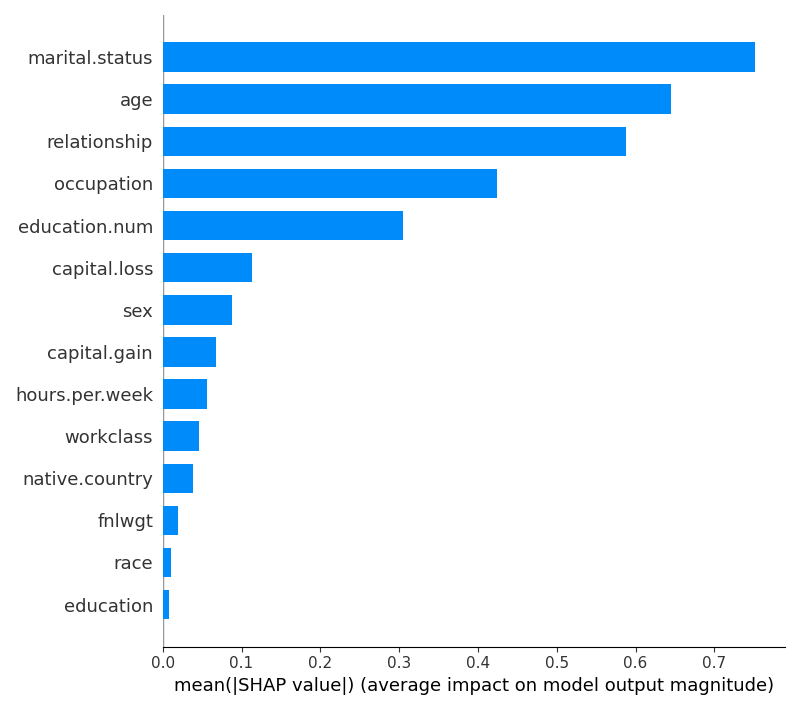 marital.status
age
relationship
occupation
education.num
capital.loss
sex
capital.gain
hours.per.week
workclass
native.country
fnlwgt
race
education
0.0 0.1 0.2 0.3 0.4 0.5 0.6 0.7
mean(|SHAP value|) (average impact on model output magnitude)